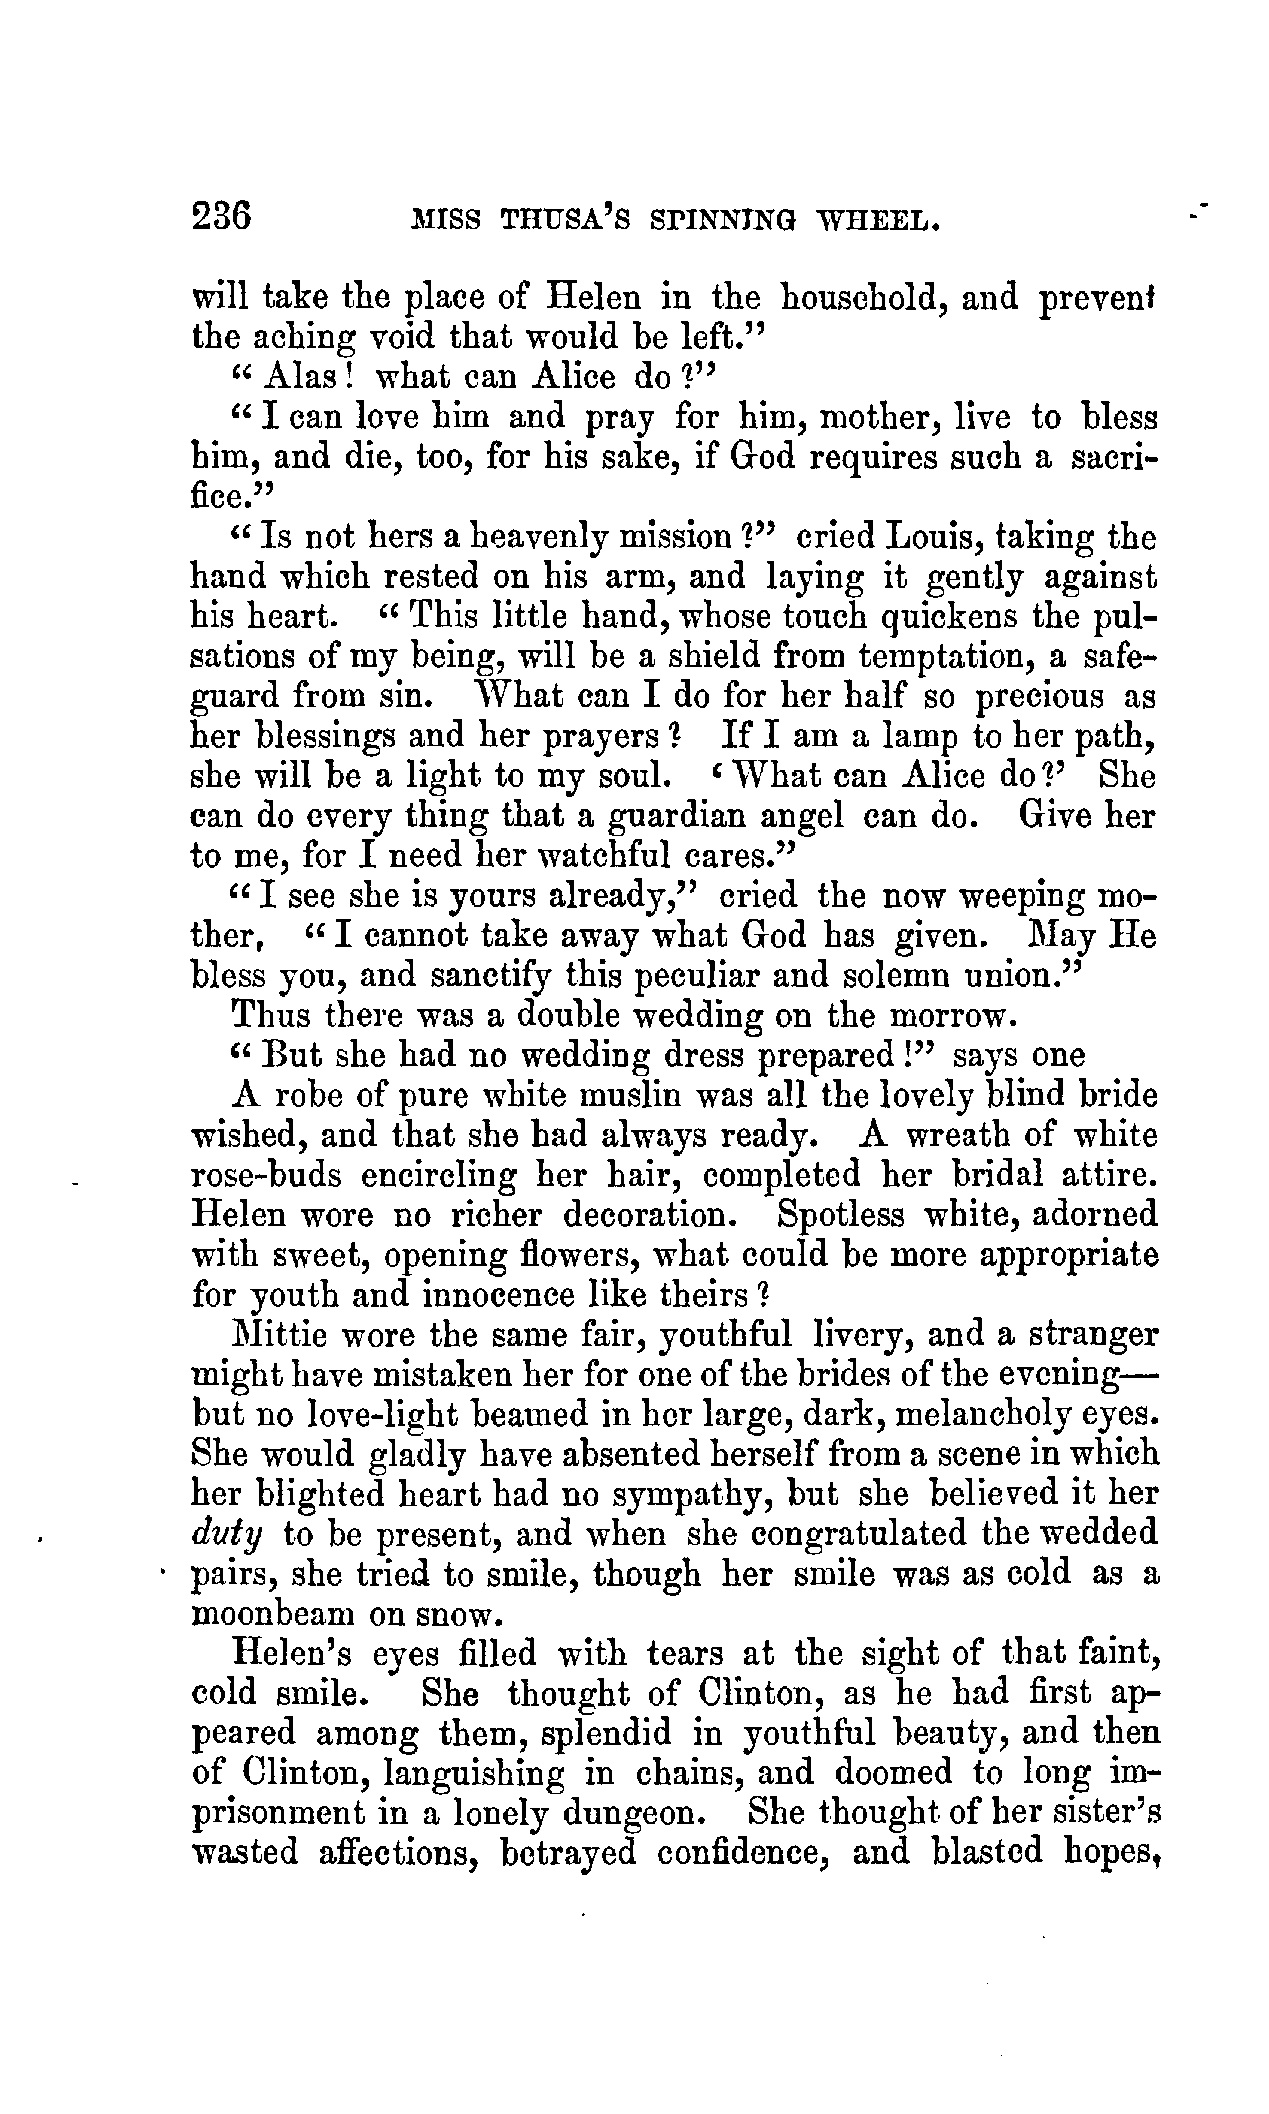 236 MISS THUSA'S SPINNING WHEEL.
will take the place of Helen in the household, and prevent
the aching void that would be left."
"Alas! what can Alice do?"
"I can love him and pray for him, mother, live to bless
him, and die, too, for his sake, if God requires such a sacri-
fice."
"Is not hers a heavenly mission?" cried Louis, taking the
hand which rested on his arm, and laying it gently against
his heart. "This little hand, whose touch quickens the pul-
sations of my being, will be a shield from temptation, a safe-
guard from sin. What can I do for her half so precious as
her blessings and her prayers? If I am a lamp to her path,
she will be a light to my soul. 'What can Alice do?' She
can do every thing that a guardian angel can do. Give her
to me, for I need her watchful cares."
"I see she is yours already," cried the now weeping mo-
ther, "I cannot take away what God has given. May He
bless you, and sanctify this peculiar and solemn union."
Thus there was a double wedding on the morrow.
"But she had no wedding dress prepared!" says one
A robe of pure white muslin was all the lovely blind bride
wished, and that she had always ready. A wreath of white
rose-buds encircling her hair, completed her bridal attire.
Helen wore no richer decoration. Spotless white, adorned
with sweet, opening flowers, what could be more appropriate
for youth and innocence like theirs?
Mittie wore the same fair, youthful livery, and a stranger
might have mistaken her for one of the brides of the evening—
but no love-light beamed in her large, dark, melancholy eyes.
She would gladly have absented herself from a scene in which
her blighted heart had no sympathy, but she believed it her
duty to be present, and when she congratulated the wedded
pairs, she tried to smile, though her smile was as cold as a
moonbeam on snow.
Helen's eyes filled with tears at the sight of that faint,
cold smile. She thought of Clinton, as he had first ap-
peared among them, splendid in youthful beauty, and then
of Clinton, languishing in chains, and doomed to long im-
prisonment in a lonely dungeon. She thought of her sister's
wasted affections, betrayed confidence, and blasted hopes,